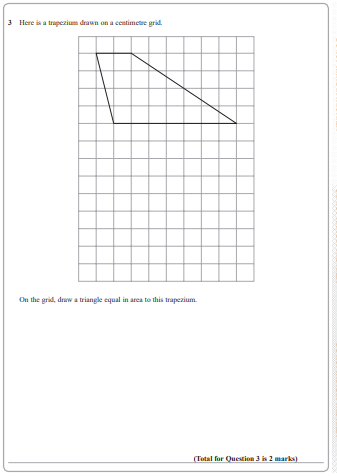 3 Here is a trapezium drawn on a centimetre grid.
On the grid, draw a triangle equal in area to this trapezium.
(Total for Question 3 is 2 marks)